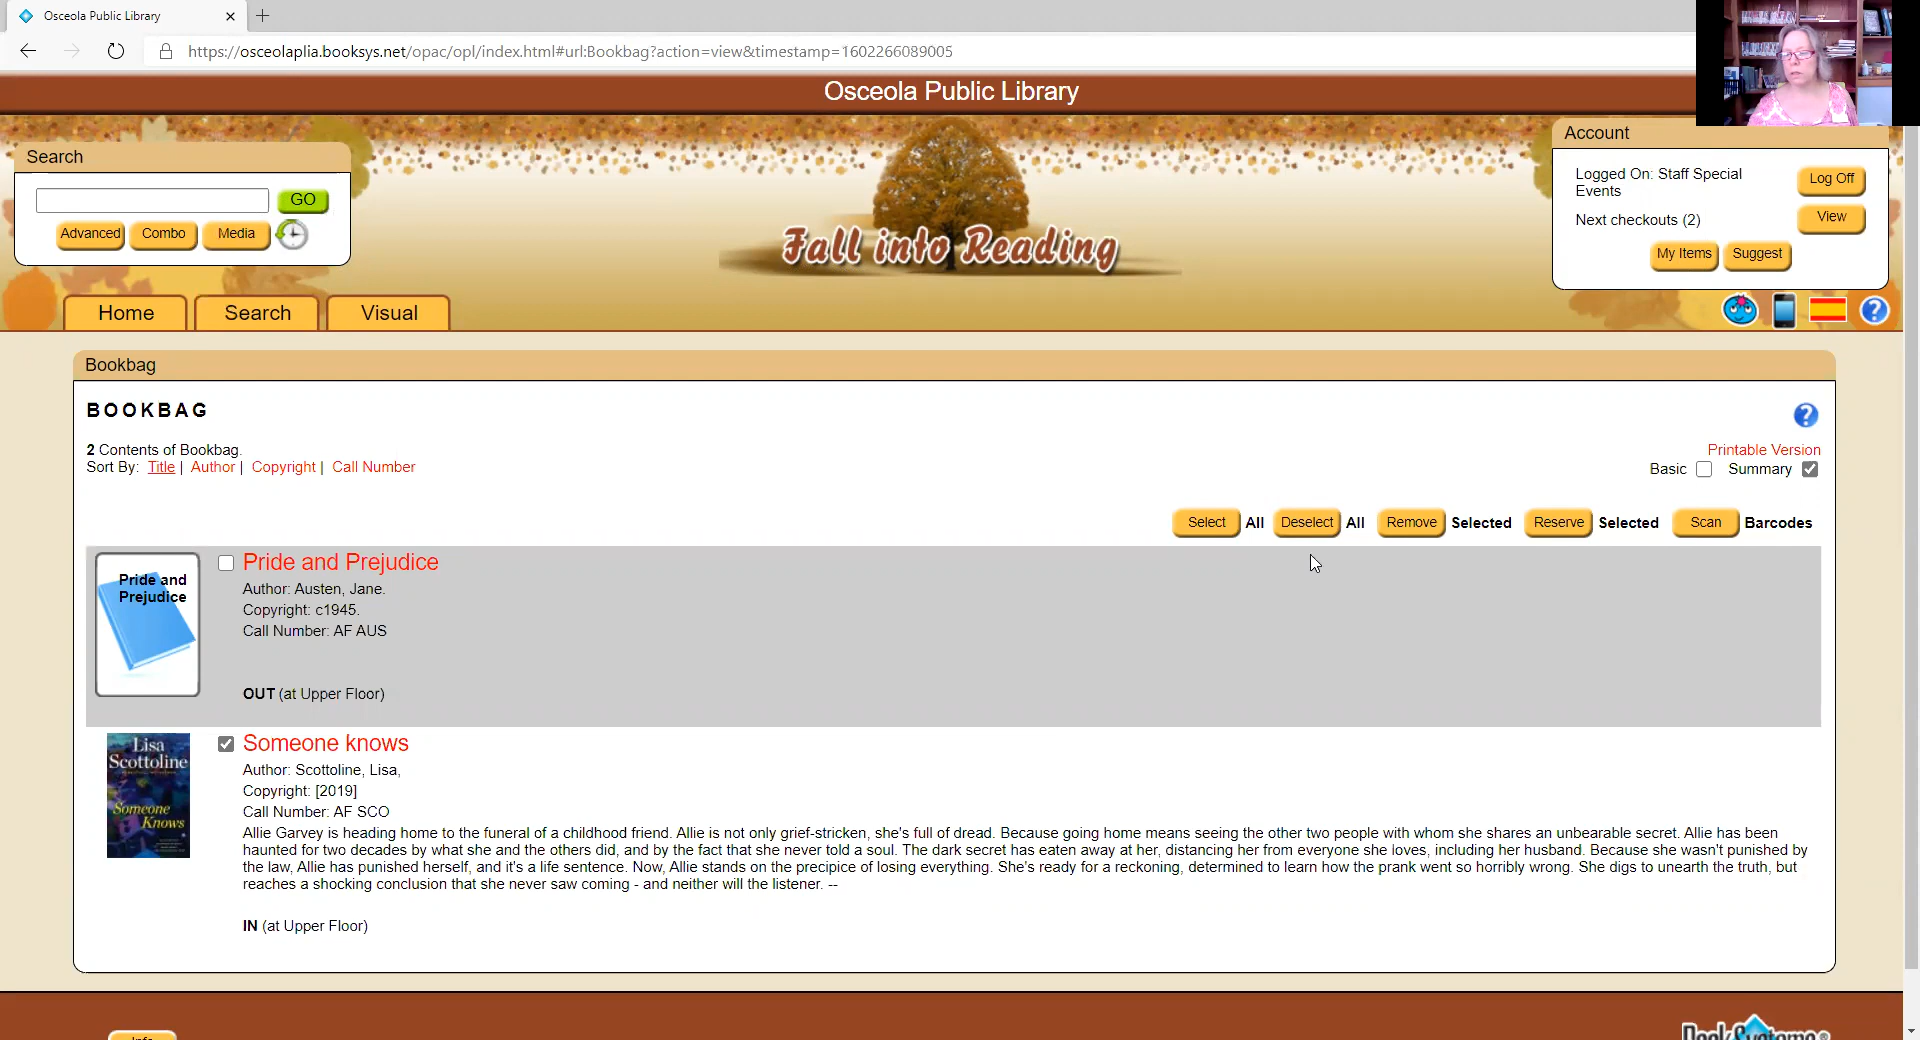 Osceola Public Library
https://osceolaplia.booksys.net/opac/opl/index.html#url:Bookbag?action=view&timestamp=1602266089005
Osceola Public Library
Search
GO
Advanced Combo Media
Fall into Reading
Account
Logged On: Staff Special
Events
Log Off
Next checkouts (2)
View
My Items Suggest
Home Search Visual
Bookbag
BOOKBAG
2 Contents of Bookbag.
Sort By: Title | Author | Copyright | Call Number
Printable Version
Basic Summary
Select All Deselect All Remove Selected Reserve Selected Scan Barcodes
Pride and
Prejudice
Pride and Prejudice
Author: Austen, Jane.
Copyright: c1945.
Call Number: AF AUS
OUT (at Upper Floor)
Lisa
Scottoline
Someone
Knows
Someone knows
Author: Scottoline, Lisa,
Copyright: [2019]
Call Number: AF SCO
Allie Garvey is heading home to the funeral of a childhood friend. Allie is not only grief-stricken, she's full of dread. Because going home means seeing the other two people with whom she shares an unbearable secret. Allie has been
haunted for two decades by what she and the others did, and by the fact that she never told a soul. The dark secret has eaten away at her, distancing her from everyone she loves, including her husband. Because she wasn't punished by
the law, Allie has punished herself, and it's a life sentence. Now, Allie stands on the precipice of losing everything. She's ready for a reckoning, determined to learn how the prank went so horribly wrong. She digs to unearth the truth, but
reaches a shocking conclusion that she never saw coming - and neither will the listener. --
IN (at Upper Floor)